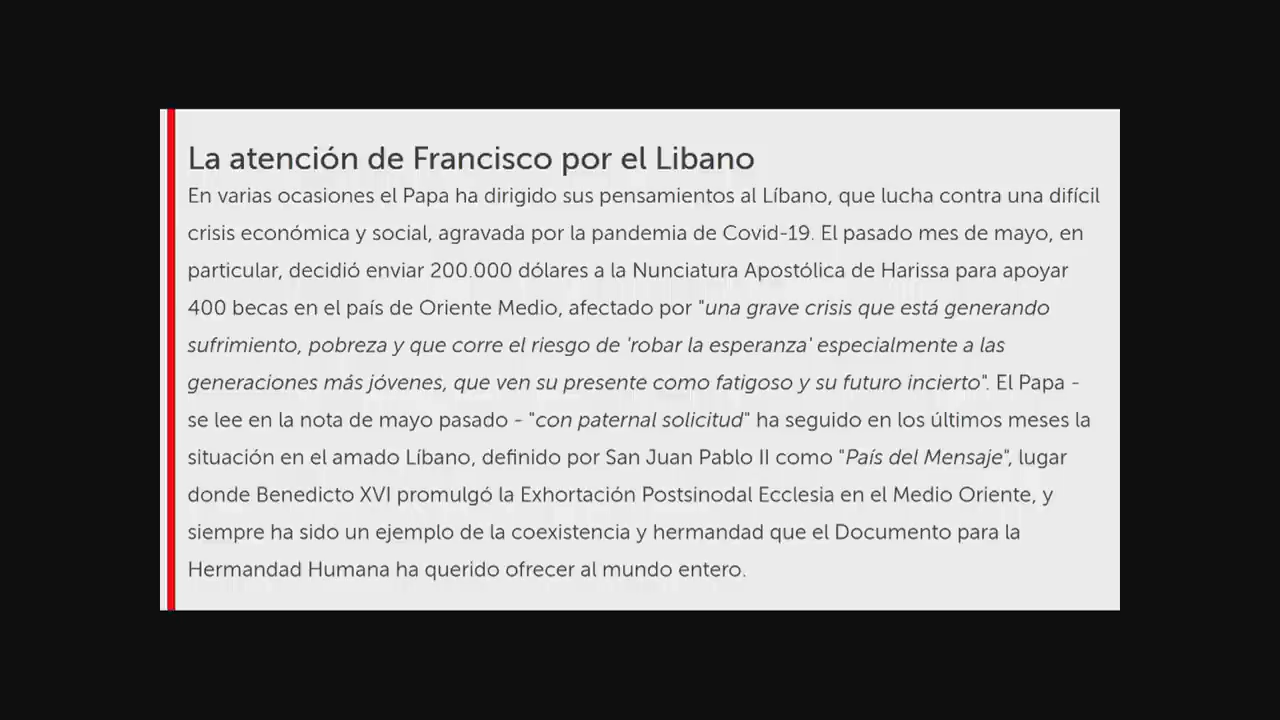 La atención de Francisco por el Libano
En varias ocasiones el Papa ha dirigido sus pensamientos al Líbano, que lucha contra una difícil
crisis económica y social, agravada por la pandemia de Covid-19. El pasado mes de mayo, en
particular, decidió enviar 200.000 dólares a la Nunciatura Apostólica de Harissa para apoyar
400 becas en el país de Oriente Medio, afectado por "una grave crisis que está generando
sufrimiento, pobreza y que corre el riesgo de 'robar la esperanza' especialmente a las
generaciones más jóvenes, que ven su presente como fatigoso y su futuro incierto". El Papa -
se lee en la nota de mayo pasado - "con paternal solicitud" ha seguido en los últimos meses la
situación en el amado Líbano, definido por San Juan Pablo II como "País del Mensaje", lugar
donde Benedicto XVI promulgó la Exhortación Postsinodal Ecclesia en el Medio Oriente, y
siempre ha sido un ejemplo de la coexistencia y hermandad que el Documento para la
Hermandad Humana ha querido ofrecer al mundo entero.